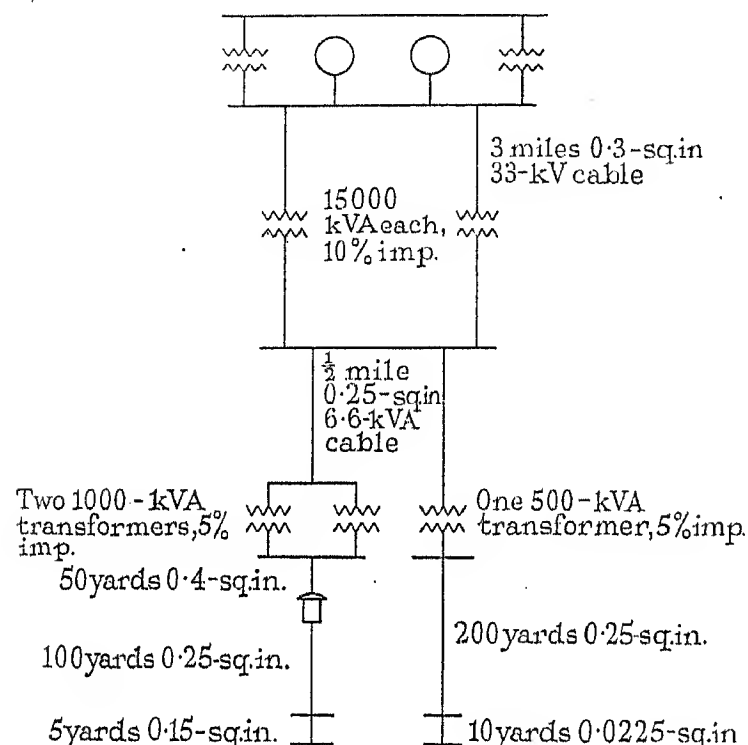 3 miles 0·3-sq.in
33-kV cable
15000
kVA each,
10% imp.
½ mile
0·25-sq.in
6·6-kVA
cable
Two 1000-kVA
transformers, 5%
imp.
One 500-kVA
transformer, 5% imp.
50 yards 0·4-sq.in.
200 yards 0·25-sq.in.
100 yards 0·25-sq.in.
5 yards 0·15-sq.in.
10 yards 0·0225-sq.in